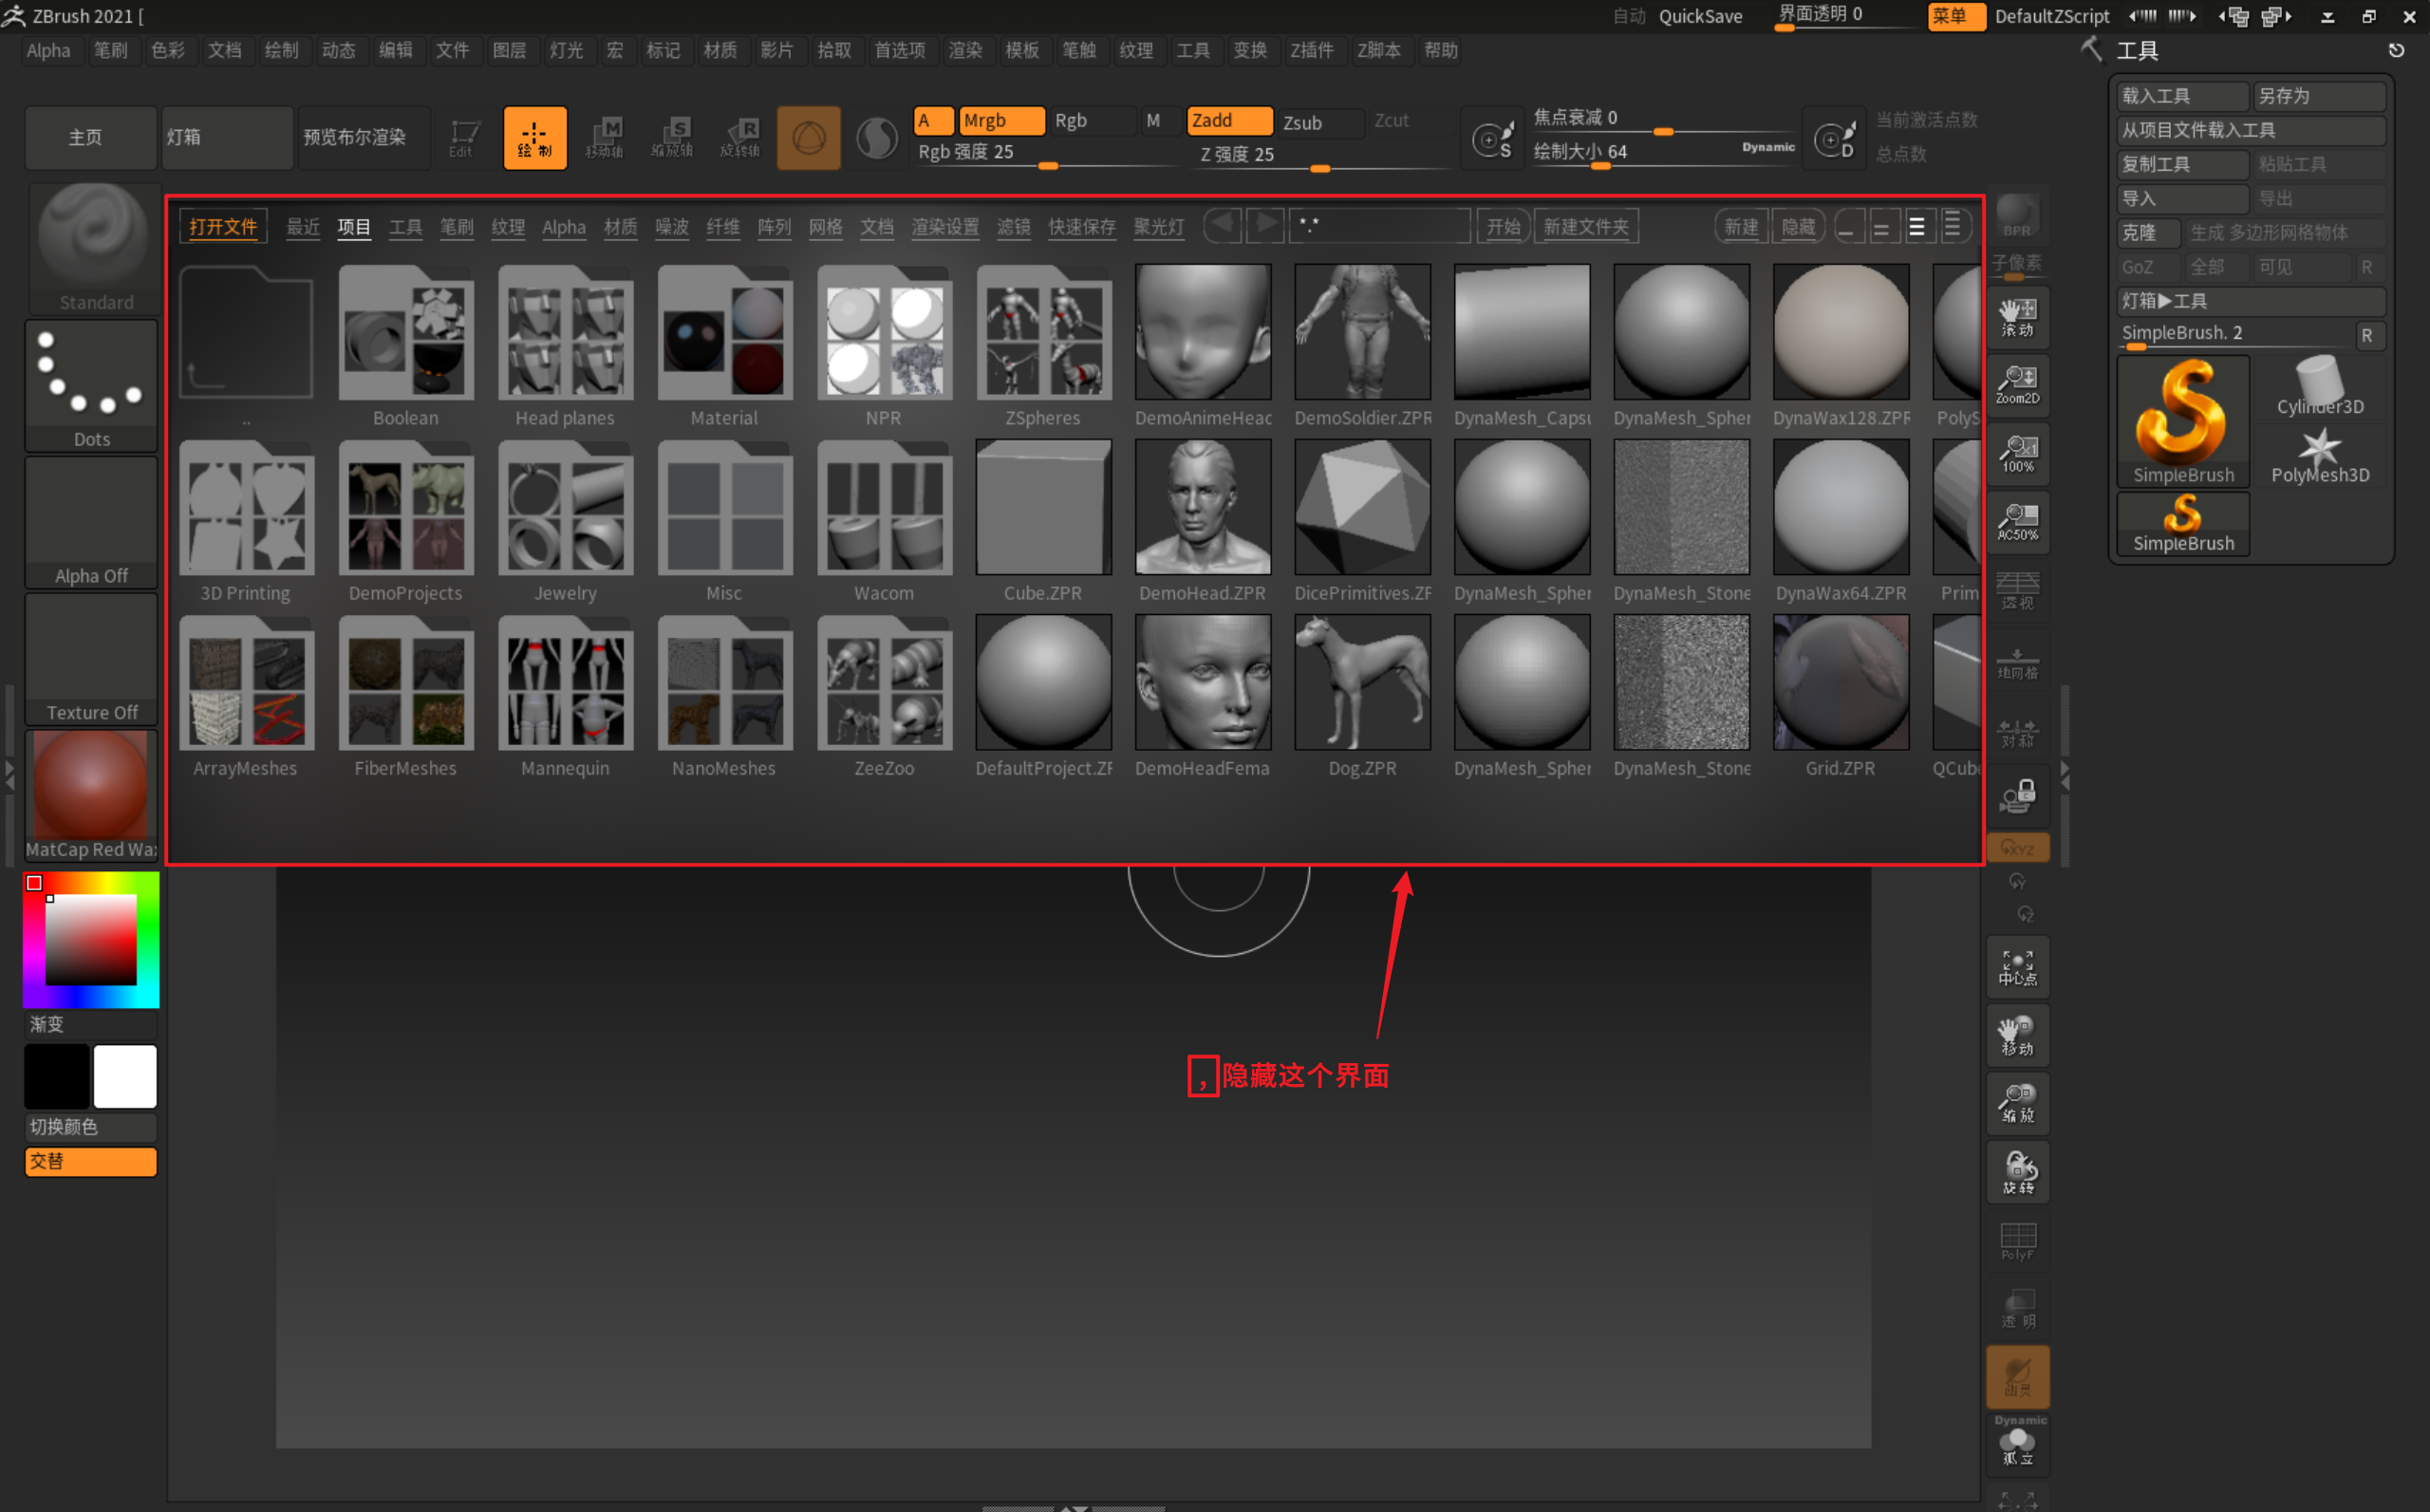 ZBrush 2021 [
自动 QuickSave 界面透明 0 菜单 DefaultZScript
Alpha 笔刷 色彩 文档 绘制 动态 编辑 文件 图层 灯光 宏 标记 材质 影片 拾取 首选项 渲染 模板 笔触 纹理 工具 变换 Z插件 Z脚本 帮助
主页 灯箱 预览布尔渲染 Edit 绘制 移动轴 缩放轴 旋转轴
A Mrgb Rgb M Zadd Zsub Zcut
Rgb 强度 25 Z 强度 25
焦点衰减 0
绘制大小 64 Dynamic
当前激活点数
总点数
打开文件 最近 项目 工具 笔刷 纹理 Alpha 材质 噪波 纤维 阵列 网格 文档 渲染设置 滤镜 快速保存 聚光灯 *.* 开始 新建文件夹 新建 隐藏
.. Boolean Head planes Material NPR ZSpheres DemoAnimeHead DemoSoldier.ZPR DynaMesh_Capsu DynaMesh_Spher DynaWax128.ZPR PolyS
3D Printing DemoProjects Jewelry Misc Wacom Cube.ZPR DemoHead.ZPR DicePrimitives.ZF DynaMesh_Spher DynaMesh_Stone DynaWax64.ZPR Prim
ArrayMeshes FiberMeshes Mannequin NanoMeshes ZeeZoo DefaultProject.ZF DemoHeadFema Dog.ZPR DynaMesh_Spher DynaMesh_Stone Grid.ZPR QCube
，隐藏这个界面
Standard
Dots
Alpha Off
Texture Off
MatCap Red Wa
渐变
切换颜色
交替
BPR
子像素
滚动
Zoom2D
100%
AC50%
透视
地网格
对称
XYZ
Y
Z
中心点
移动
缩放
旋转
PolyF
透明
幽灵
Dynamic
孤立
工具
载入工具 另存为
从项目文件载入工具
复制工具 粘贴工具
导入 导出
克隆 生成 多边形网格物体
GoZ 全部 可见 R
灯箱▶工具
SimpleBrush. 2 R
SimpleBrush Cylinder3D
PolyMesh3D
SimpleBrush